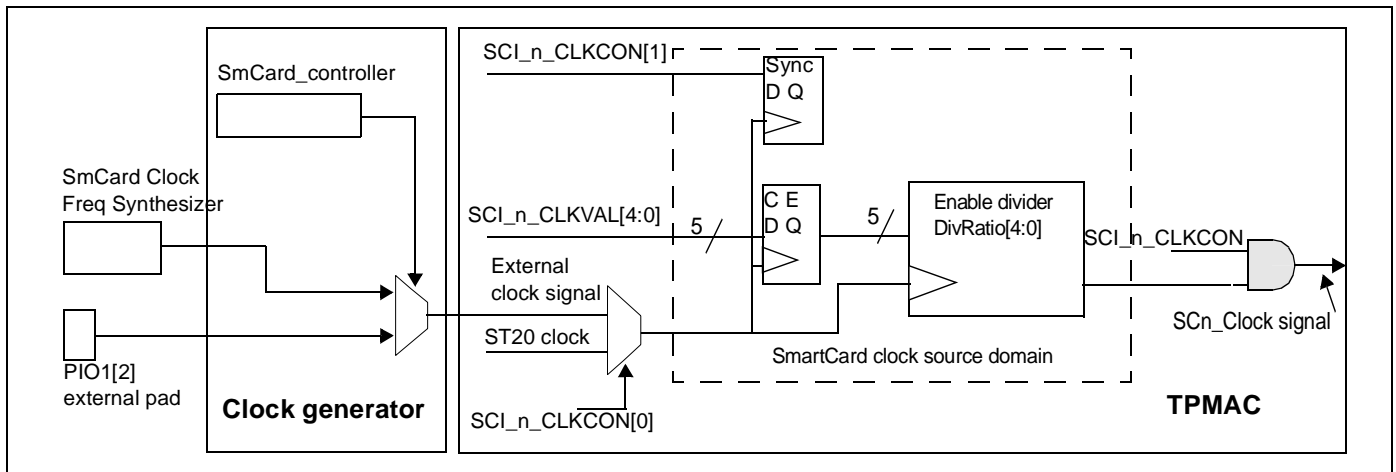 SCI_n_CLKCON[1]
SmCard_controller
Sync
D Q
SmCard Clock
Freq Synthesizer
SCI_n_CLKVAL[4:0]
5
C E
D Q
5
Enable divider
DivRatio[4:0]
SCI_n_CLKCON
External
clock signal
ST20 clock
SCn_Clock signal
SmartCard clock source domain
PIO1[2]
external pad
Clock generator
SCI_n_CLKCON[0]
TPMAC